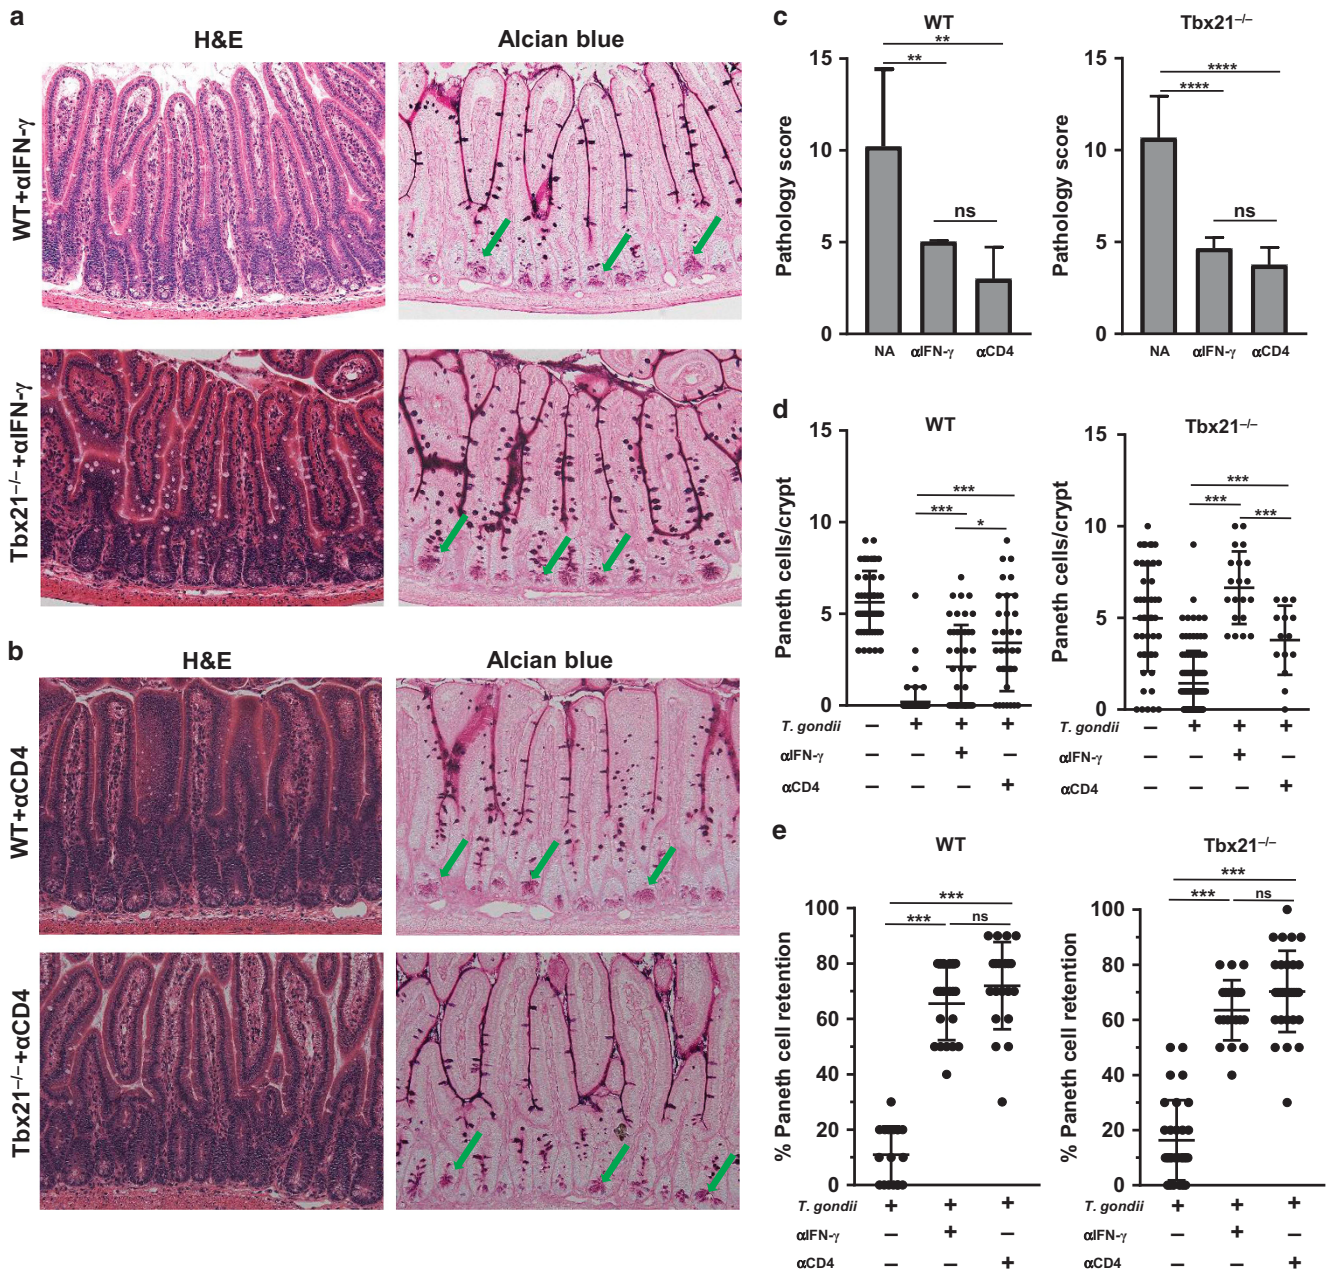 a
H&E
Alcian blue
WT+αIFN-γ
Tbx21–/–+αIFN-γ
b
H&E
Alcian blue
WT+αCD4
Tbx21–/–+αCD4
c
WT
Pathology score
15
10
5
0
**
**
ns
NA
αIFN-γ
αCD4
Tbx21–/–
Pathology score
15
10
5
0
****
****
ns
NA
αIFN-γ
αCD4
d
WT
Paneth cells/crypt
15
10
5
0
***
***
*
T. gondii – + + +
αIFN-γ – – + –
αCD4 – – – +
Tbx21–/–
Paneth cells/crypt
15
10
5
0
***
***
***
T. gondii – + + +
αIFN-γ – – + –
αCD4 – – – +
e
WT
% Paneth cell retention
100
80
60
40
20
0
***
***
ns
T. gondii + + +
αIFN-γ – + –
αCD4 – – +
Tbx21–/–
% Paneth cell retention
100
80
60
40
20
0
***
***
ns
T. gondii + + +
αIFN-γ – + –
αCD4 – – +